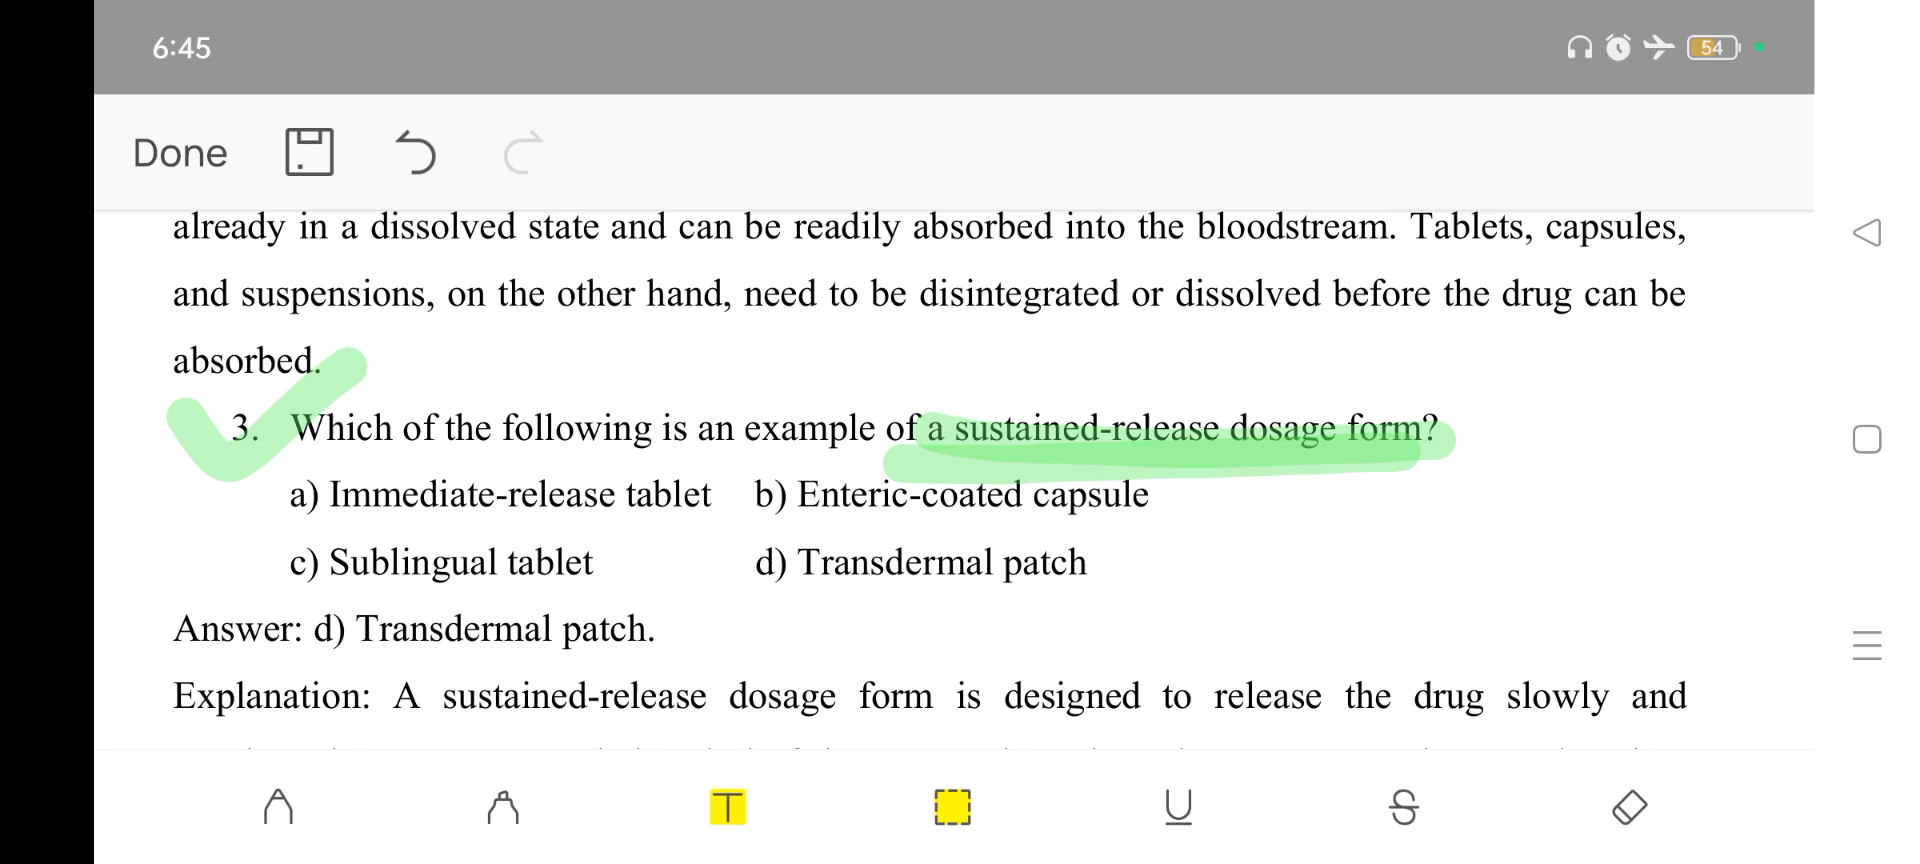 6:45
54
Done
already in a dissolved state and can be readily absorbed into the bloodstream. Tablets, capsules,
and suspensions, on the other hand, need to be disintegrated or dissolved before the drug can be
absorbed.
3. Which of the following is an example of a sustained-release dosage form?
a) Immediate-release tablet b) Enteric-coated capsule
c) Sublingual tablet d) Transdermal patch
Answer: d) Transdermal patch.
Explanation: A sustained-release dosage form is designed to release the drug slowly and
T U S